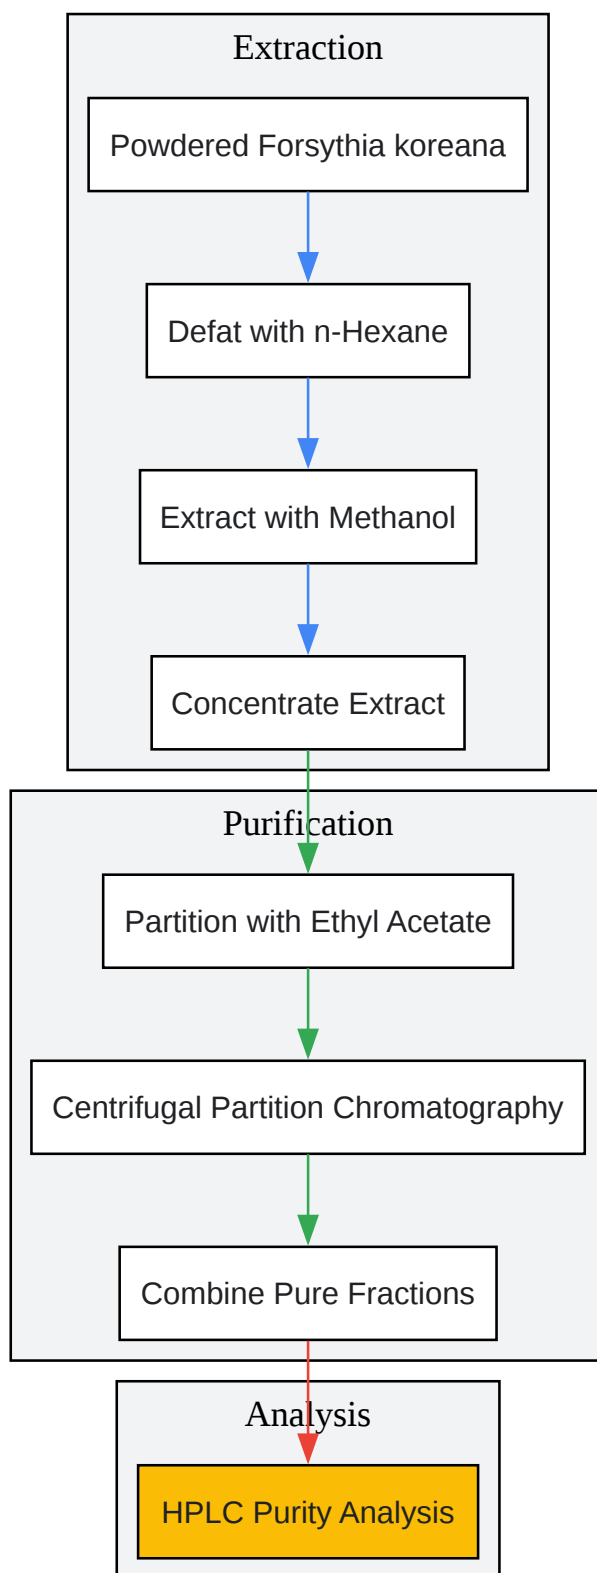 Extraction
Powdered Forsythia koreana
Defat with n-Hexane
Extract with Methanol
Concentrate Extract
Purification
Partition with Ethyl Acetate
Centrifugal Partition Chromatography
Combine Pure Fractions
Analysis
HPLC Purity Analysis